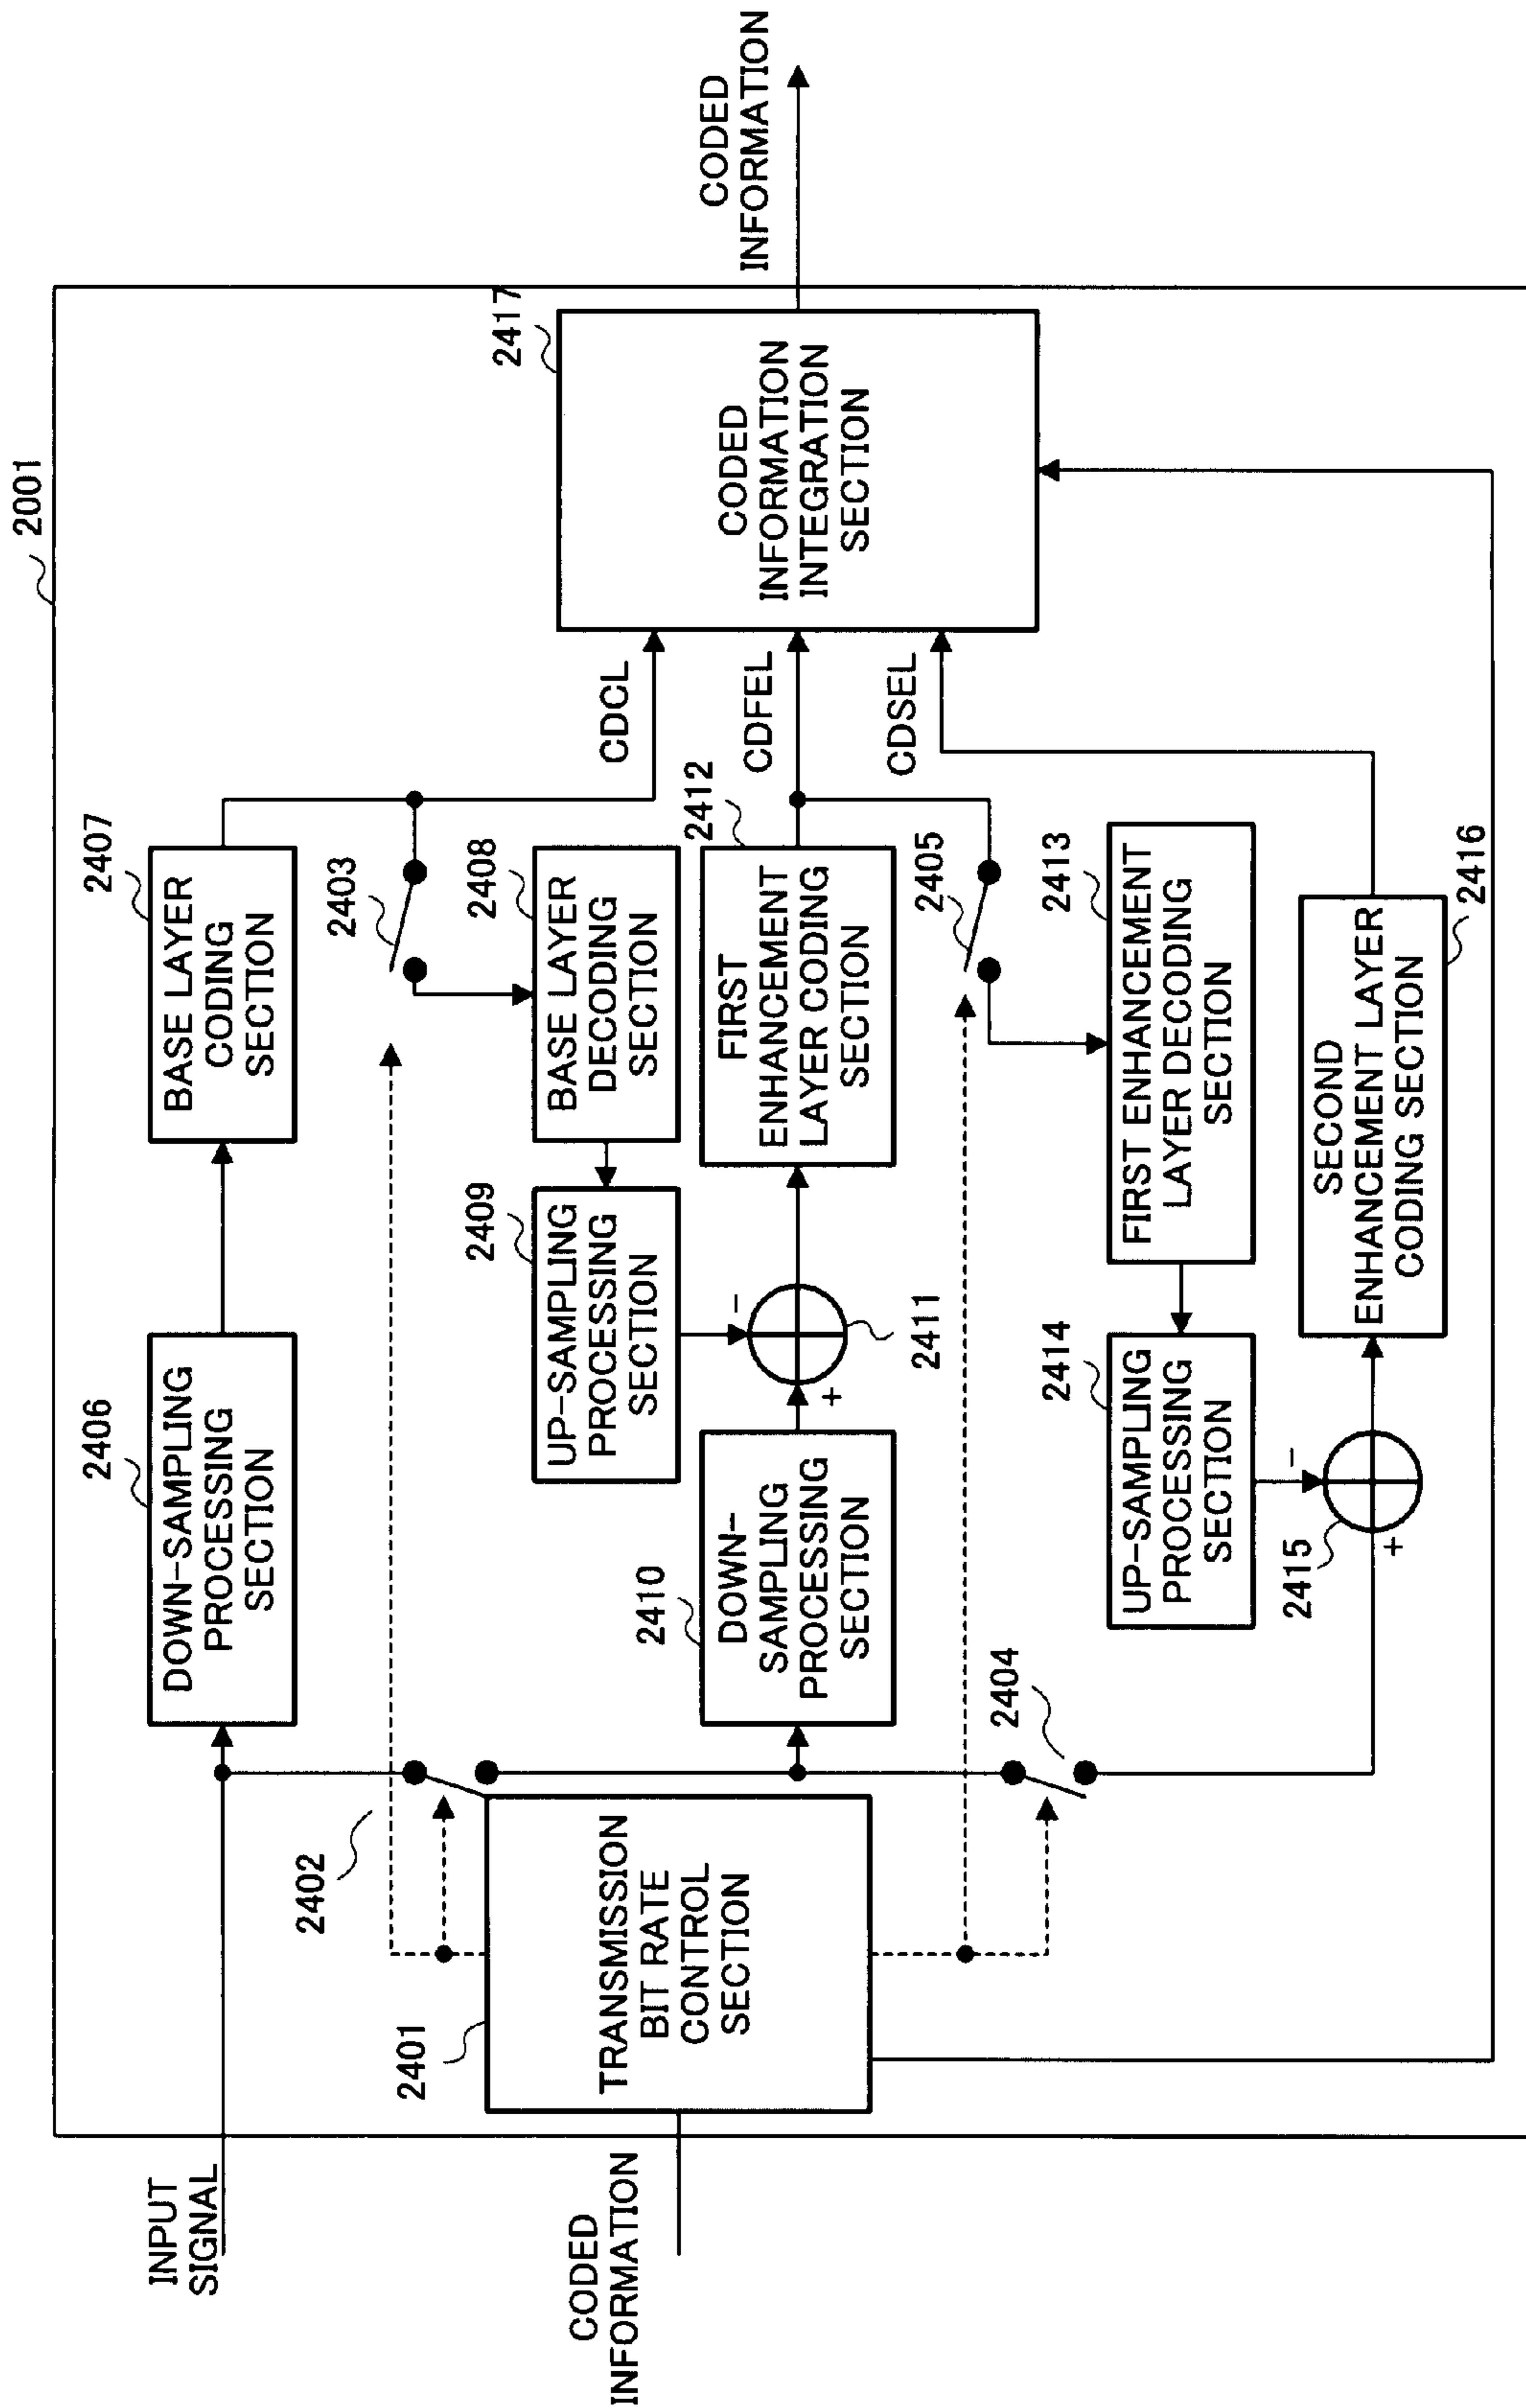 2001
INPUT
SIGNAL
2406
DOWN-SAMPLING
PROCESSING
SECTION
2407
BASE LAYER
CODING
SECTION
2402
2403
2408
BASE LAYER
DECODING
SECTION
2409
UP-SAMPLING
PROCESSING
SECTION
CDCL
2417
CODED
INFORMATION
INTEGRATION
SECTION
CODED
INFORMATION
CODED
INFORMATION
2401
TRANSMISSION
BIT RATE
CONTROL
SECTION
2410
DOWN-
SAMPLING
PROCESSING
SECTION
-
+
2411
2412
FIRST
ENHANCEMENT
LAYER CODING
SECTION
CDFEL
2404
2405
CDSEL
2413
FIRST ENHANCEMENT
LAYER DECODING
SECTION
2414
UP-SAMPLING
PROCESSING
SECTION
-
+
2415
SECOND
ENHANCEMENT LAYER
CODING SECTION
2416